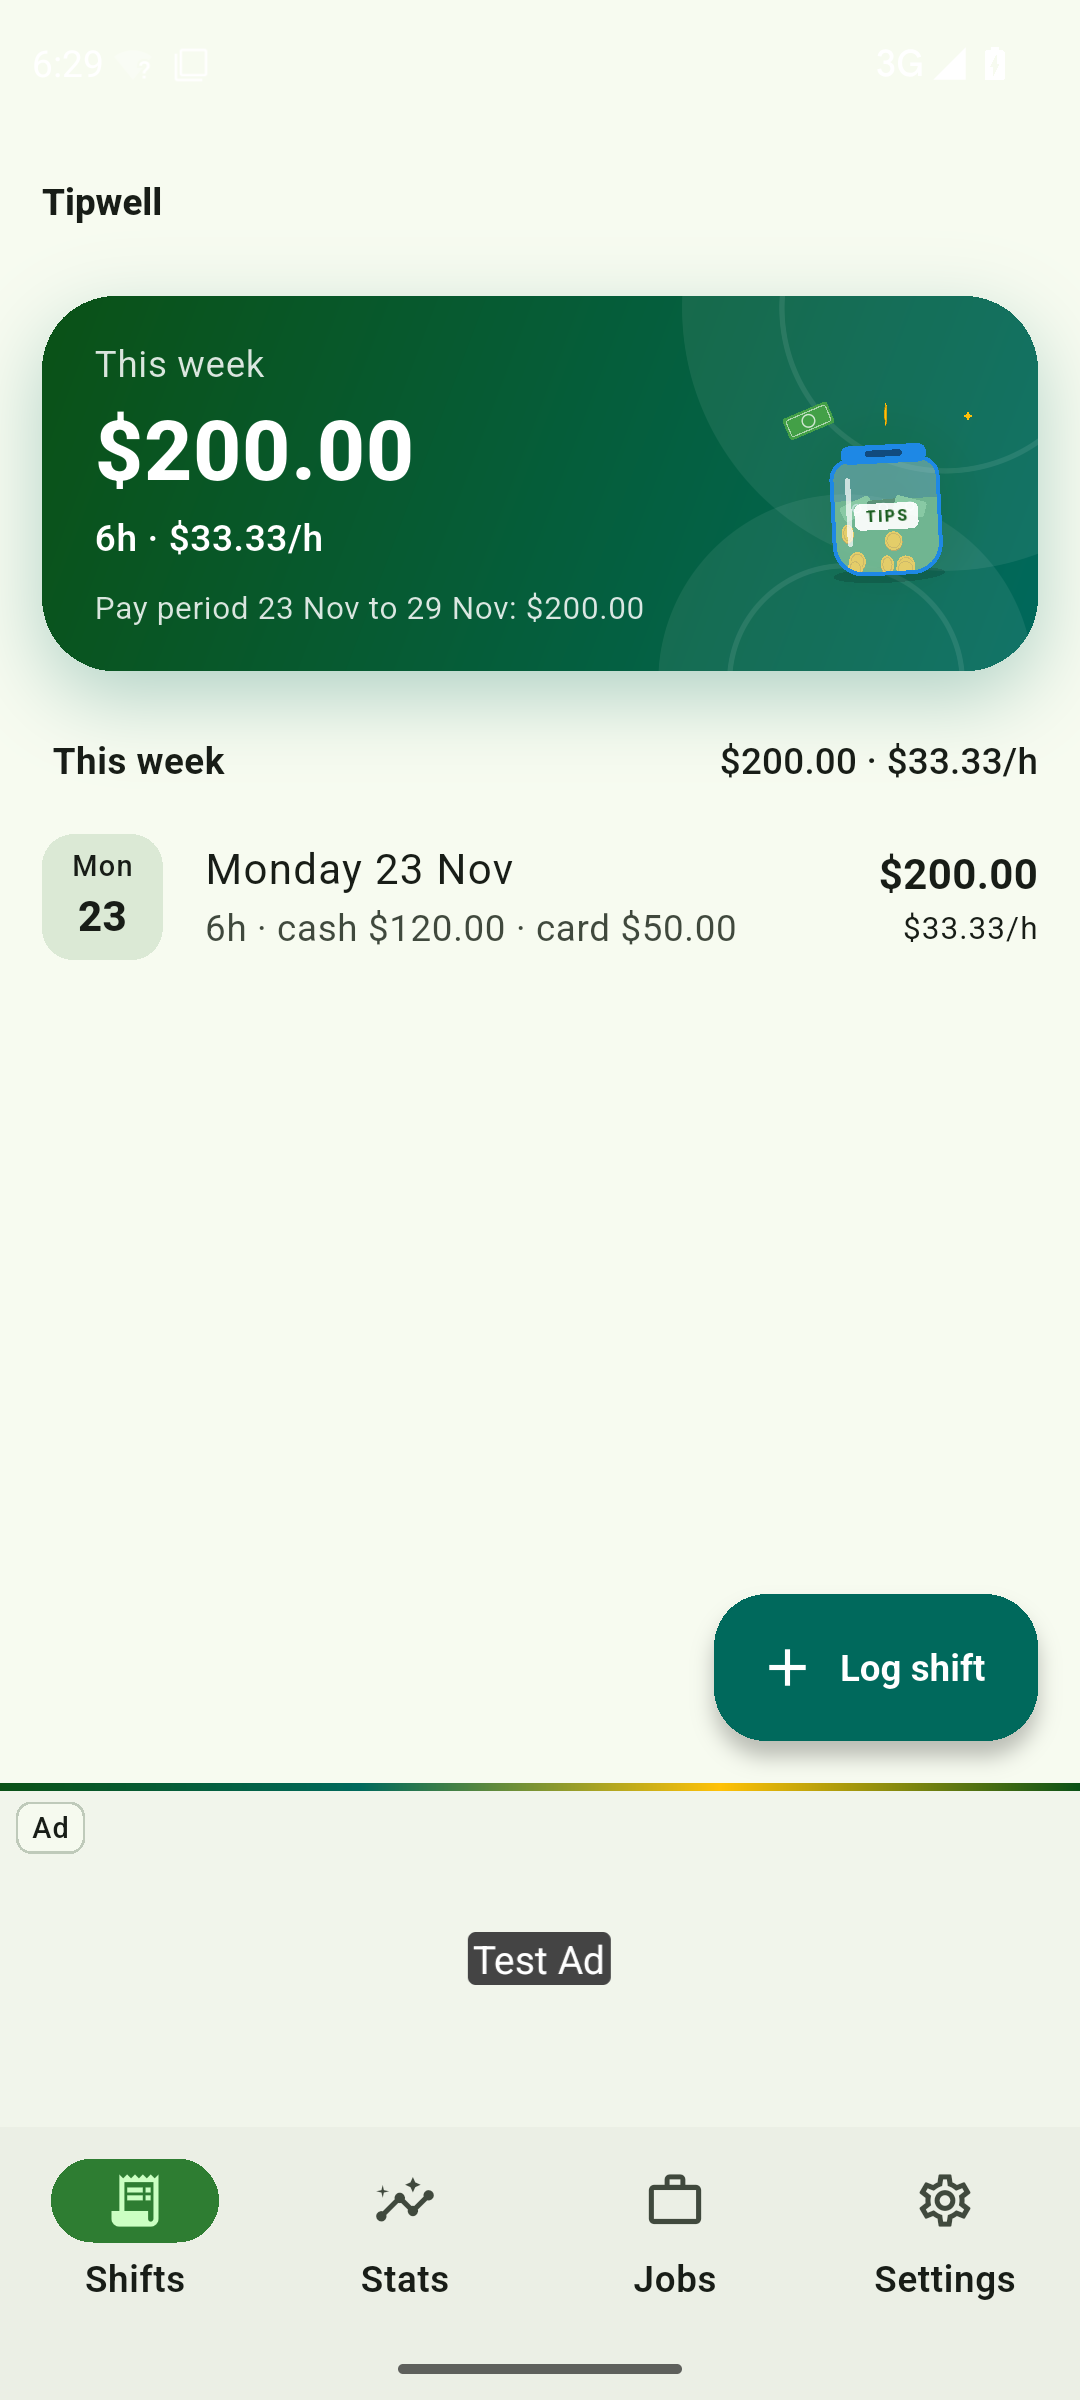 6:29
3G
Tipwell
This week
$200.00
6h · $33.33/h
Pay period 23 Nov to 29 Nov: $200.00
TIPS
This week
$200.00 · $33.33/h
Mon
23
Monday 23 Nov
6h · cash $120.00 · card $50.00
$200.00
$33.33/h
Log shift
Ad
Test Ad
Shifts
Stats
Jobs
Settings